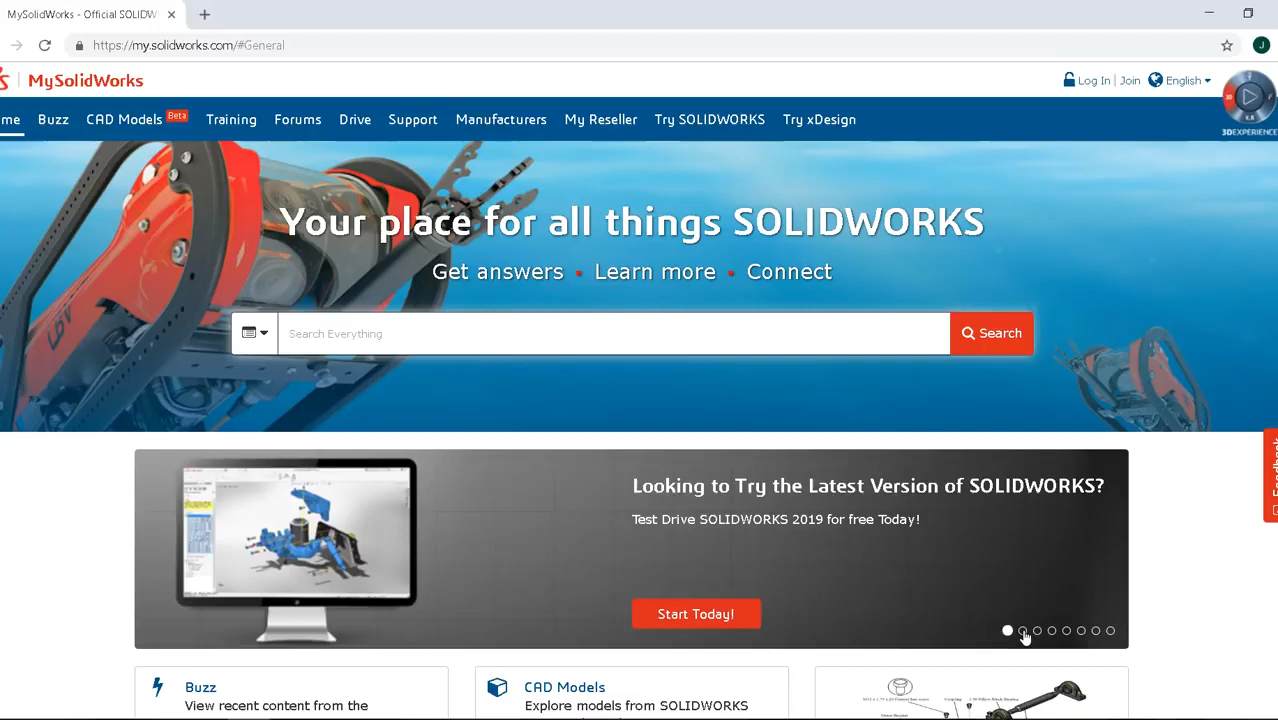 MySolidWorks - Official SOLIDW
https://my.solidworks.com/#General
J
MySolidWorks
Log In | Join English
me Buzz CAD Models Beta Training Forums Drive Support Manufacturers My Reseller Try SOLIDWORKS Try xDesign
3DEXPERIENCE
Your place for all things SOLIDWORKS
Get answers • Learn more • Connect
Search Everything
Search
Feedback
Looking to Try the Latest Version of SOLIDWORKS?
Test Drive SOLIDWORKS 2019 for free Today!
Start Today!
Buzz
View recent content from the
CAD Models
Explore models from SOLIDWORKS